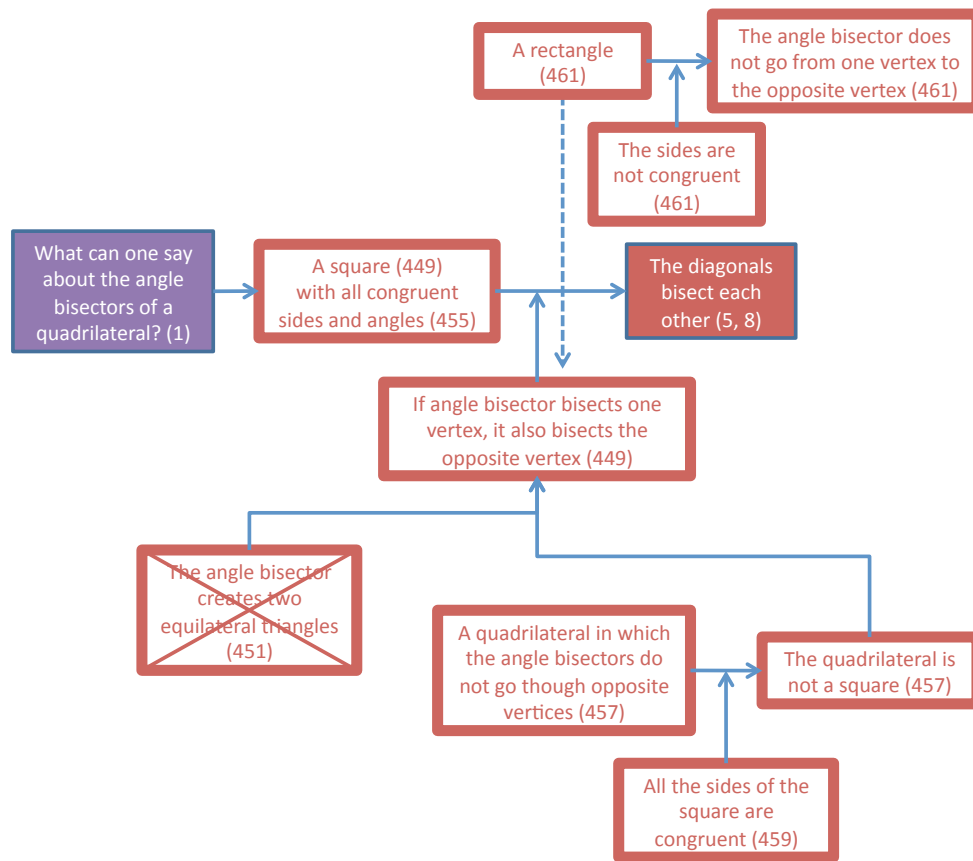 A rectangle
(461)
The angle bisector does
not go from one vertex to
the opposite vertex (461)
The sides are
not congruent
(461)
What can one say
about the angle
bisectors of a
quadrilateral? (1)
A square (449)
with all congruent
sides and angles (455)
The diagonals
bisect each
other (5, 8)
If angle bisector bisects one
vertex, it also bisects the
opposite vertex (449)
The angle bisector
creates two
equilateral triangles
(451)
A quadrilateral in which
the angle bisectors do
not go though opposite
vertices (457)
The quadrilateral is
not a square (457)
All the sides of the
square are
congruent (459)